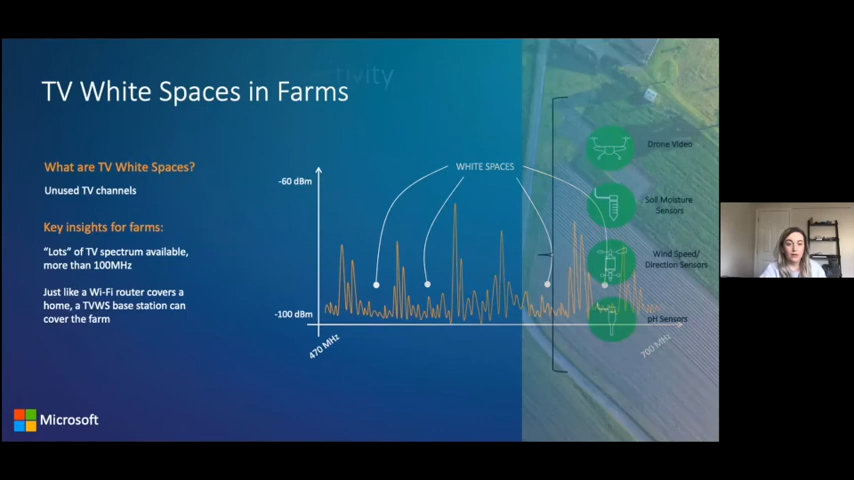 TV White Spaces in Farms
What are TV White Spaces?
Unused TV channels
Key insights for farms:
“Lots” of TV spectrum available,
more than 100MHz
Just like a Wi-Fi router covers a
home, a TVWS base station can
cover the farm
WHITE SPACES
-60 dBm
-100 dBm
470 MHz
700 MHz
Drone Video
Soil Moisture
Sensors
Wind Speed/
Direction Sensors
pH Sensors
Microsoft